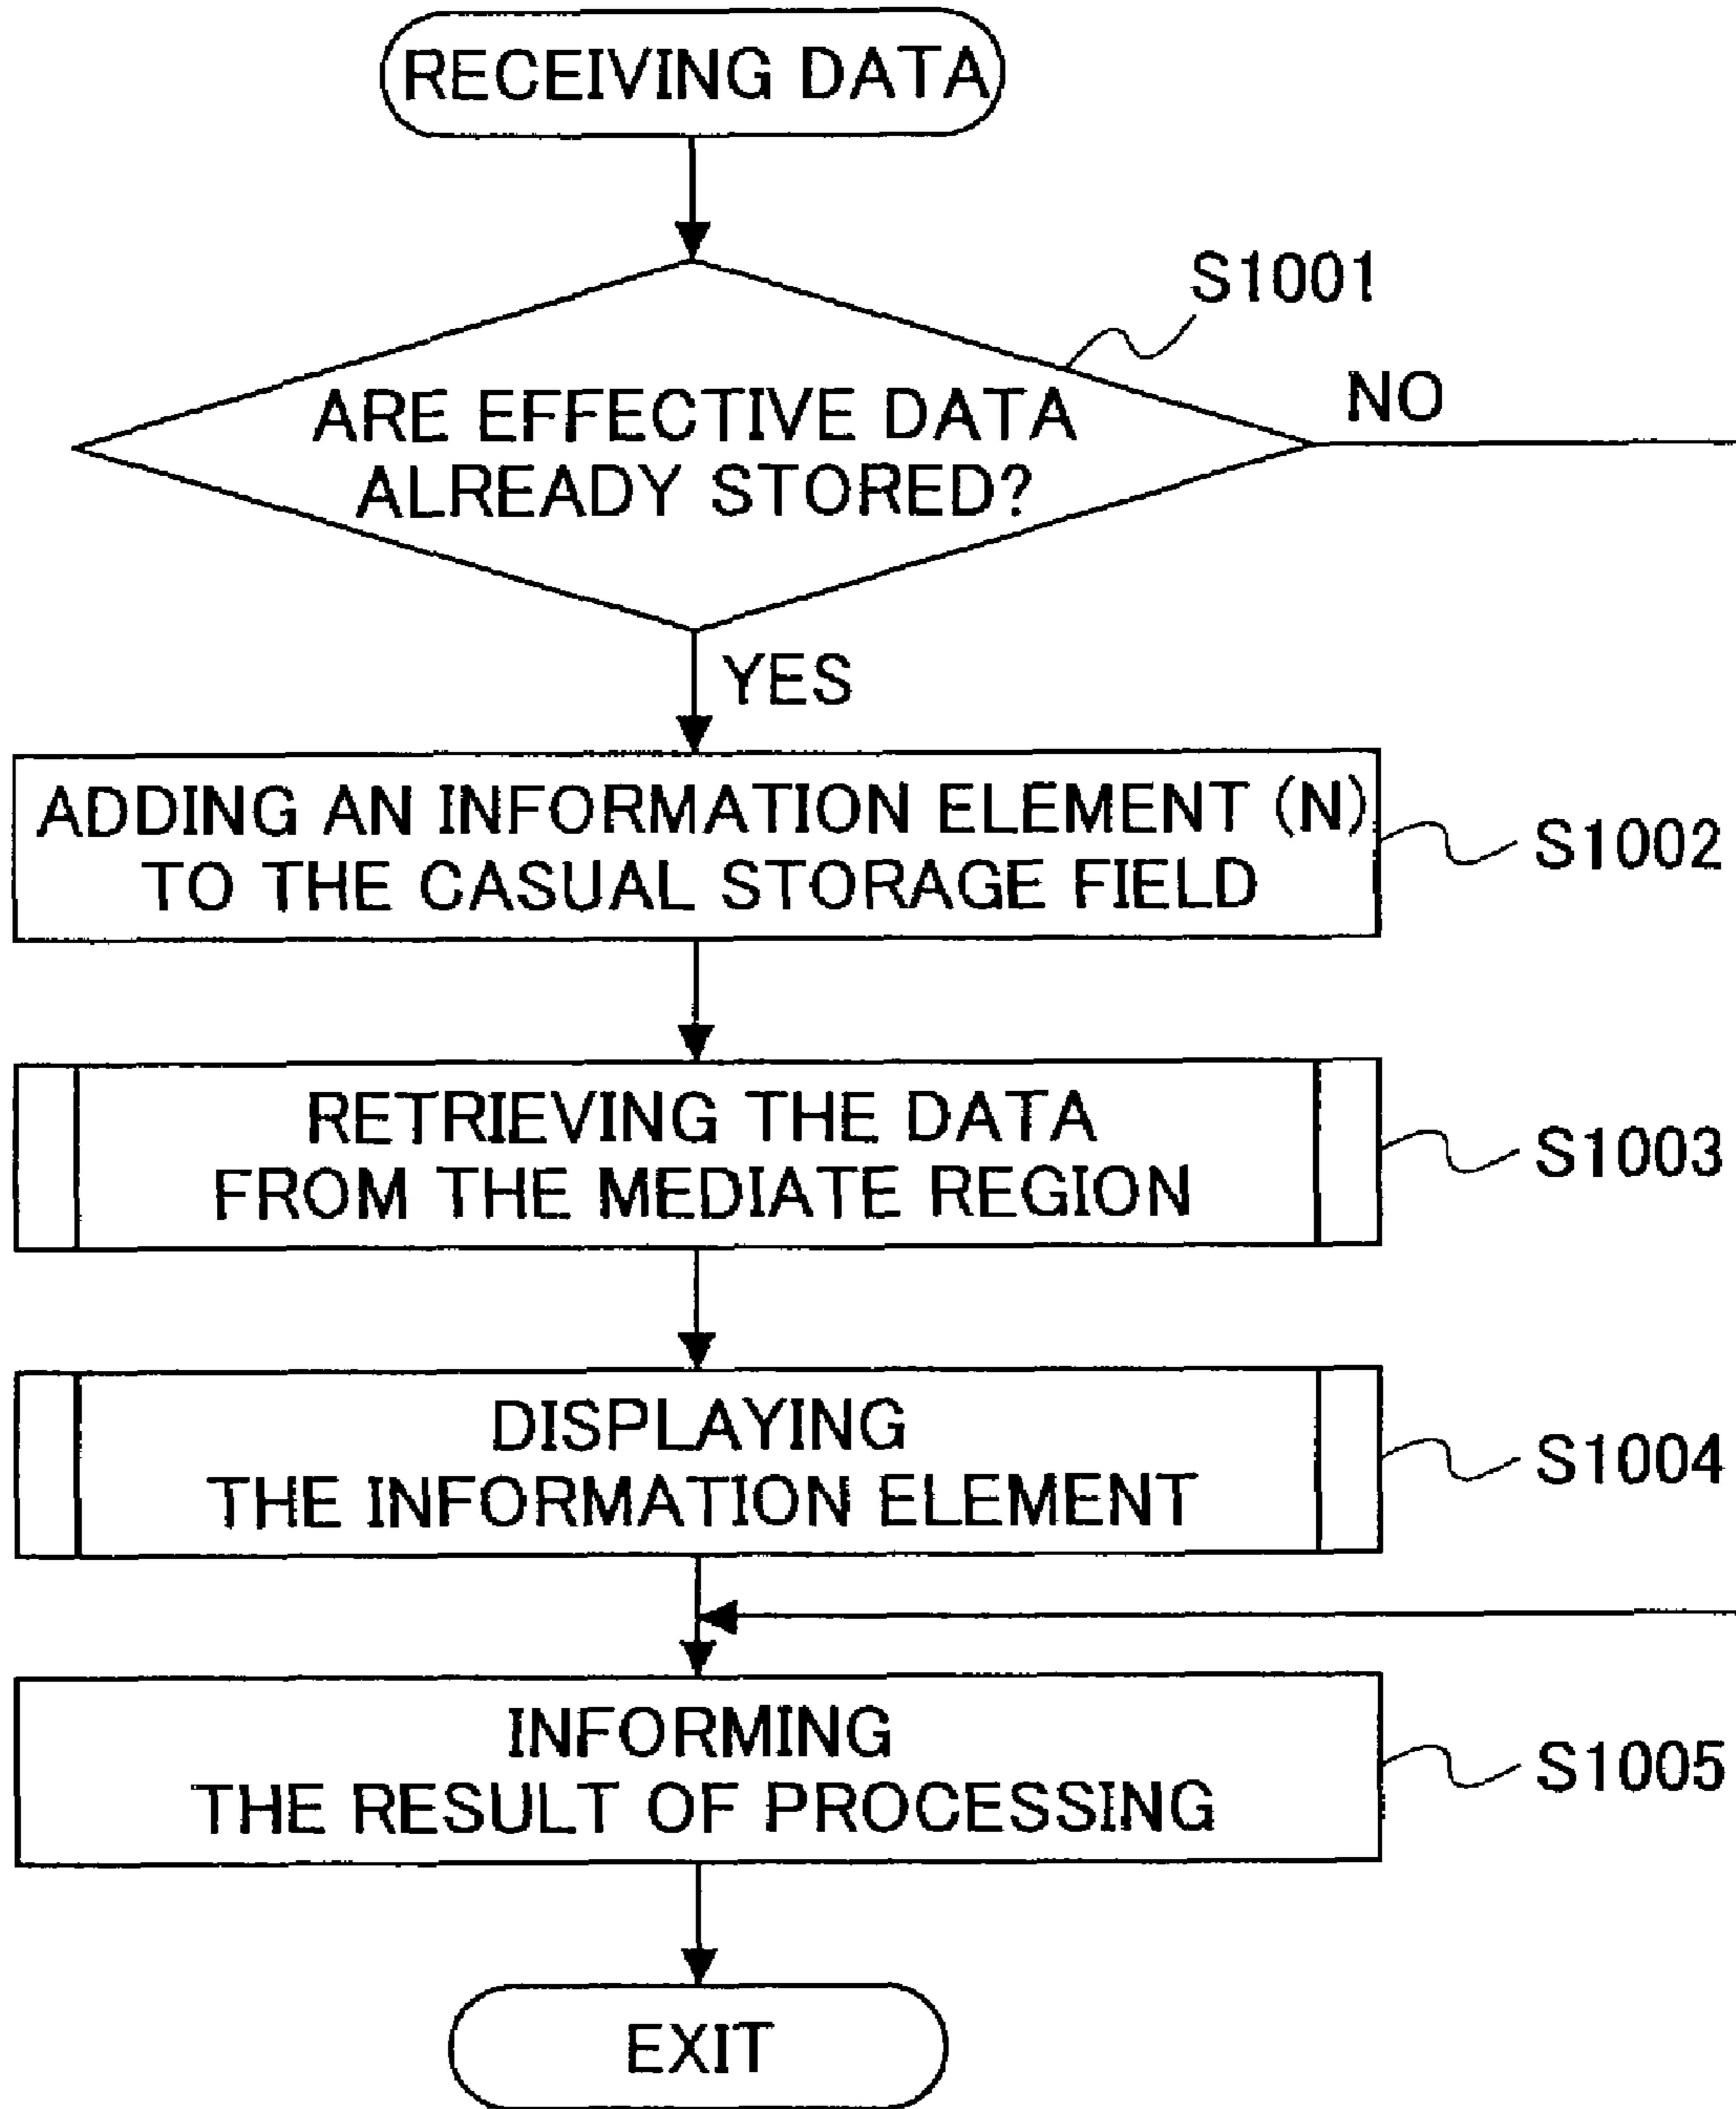 RECEIVING DATA
S1001
ARE EFFECTIVE DATA
ALREADY STORED?
NO
YES
ADDING AN INFORMATION ELEMENT (N)
TO THE CASUAL STORAGE FIELD
S1002
RETRIEVING THE DATA
FROM THE MEDIATE REGION
S1003
DISPLAYING
THE INFORMATION ELEMENT
S1004
INFORMING
THE RESULT OF PROCESSING
S1005
EXIT